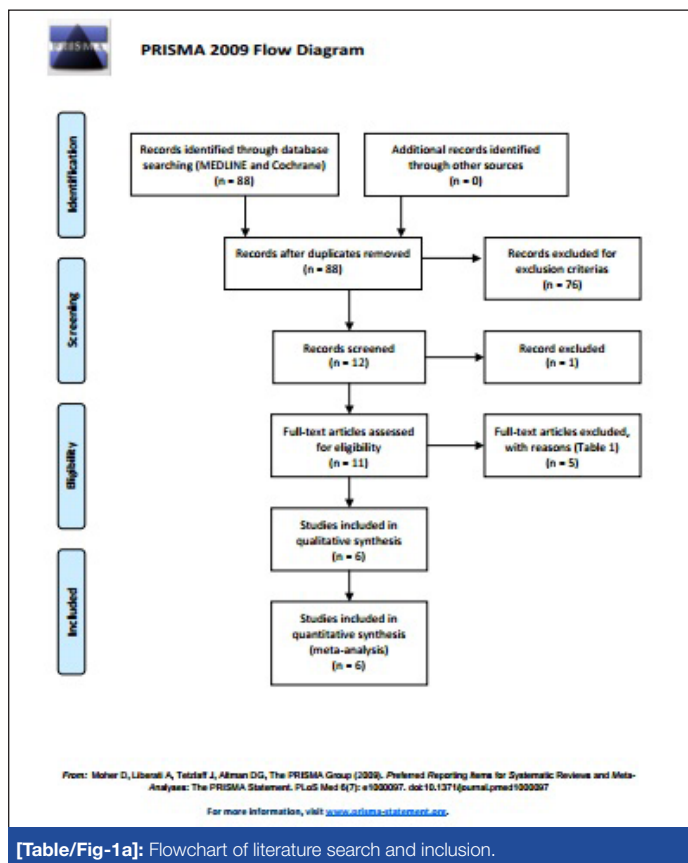 PRISMA
PRISMA 2009 Flow Diagram
Identification
Records identified through database
searching (MEDLINE and Cochrane)
(n = 88)
Additional records identified
through other sources
(n = 0)
Records after duplicates removed
(n = 88)
Records excluded for
exclusion criterias
(n = 76)
Screening
Records screened
(n = 12)
Record excluded
(n = 1)
Eligibility
Full-text articles assessed
for eligibility
(n = 11)
Full-text articles excluded,
with reasons (Table 1)
(n = 5)
Studies included in
qualitative synthesis
(n = 6)
Included
Studies included in
quantitative synthesis
(meta-analysis)
(n = 6)
From: Moher D, Liberati A, Tetzlaff J, Altman DG, The PRISMA Group (2009). Preferred Reporting Items for Systematic Reviews and Meta-
Analyses: The PRISMA Statement. PLoS Med 6(7): e1000097. doi:10.1371/journal.pmed1000097
For more information, visit www.prisma-statement.org.
[Table/Fig-1a]: Flowchart of literature search and inclusion.